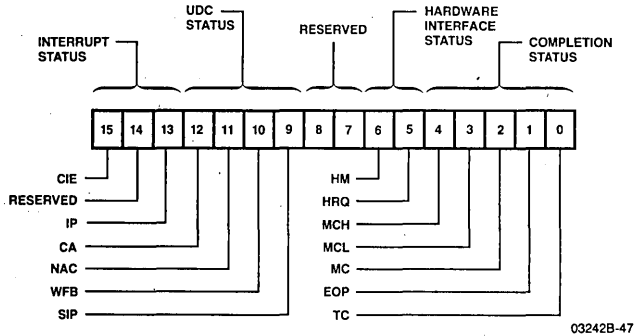 UDC
STATUS
HARDWARE
INTERFACE
STATUS
RESERVED
INTERRUPT
STATUS
COMPLETION
STATUS
15 14 13 12 11 10 9 8 7 6 5 4 3 2 1 0
CIE
RESERVED
IP
CA
NAC
WFB
SIP
HM
HRQ
MCH
MCL
MC
EOP
TC
03242B-47